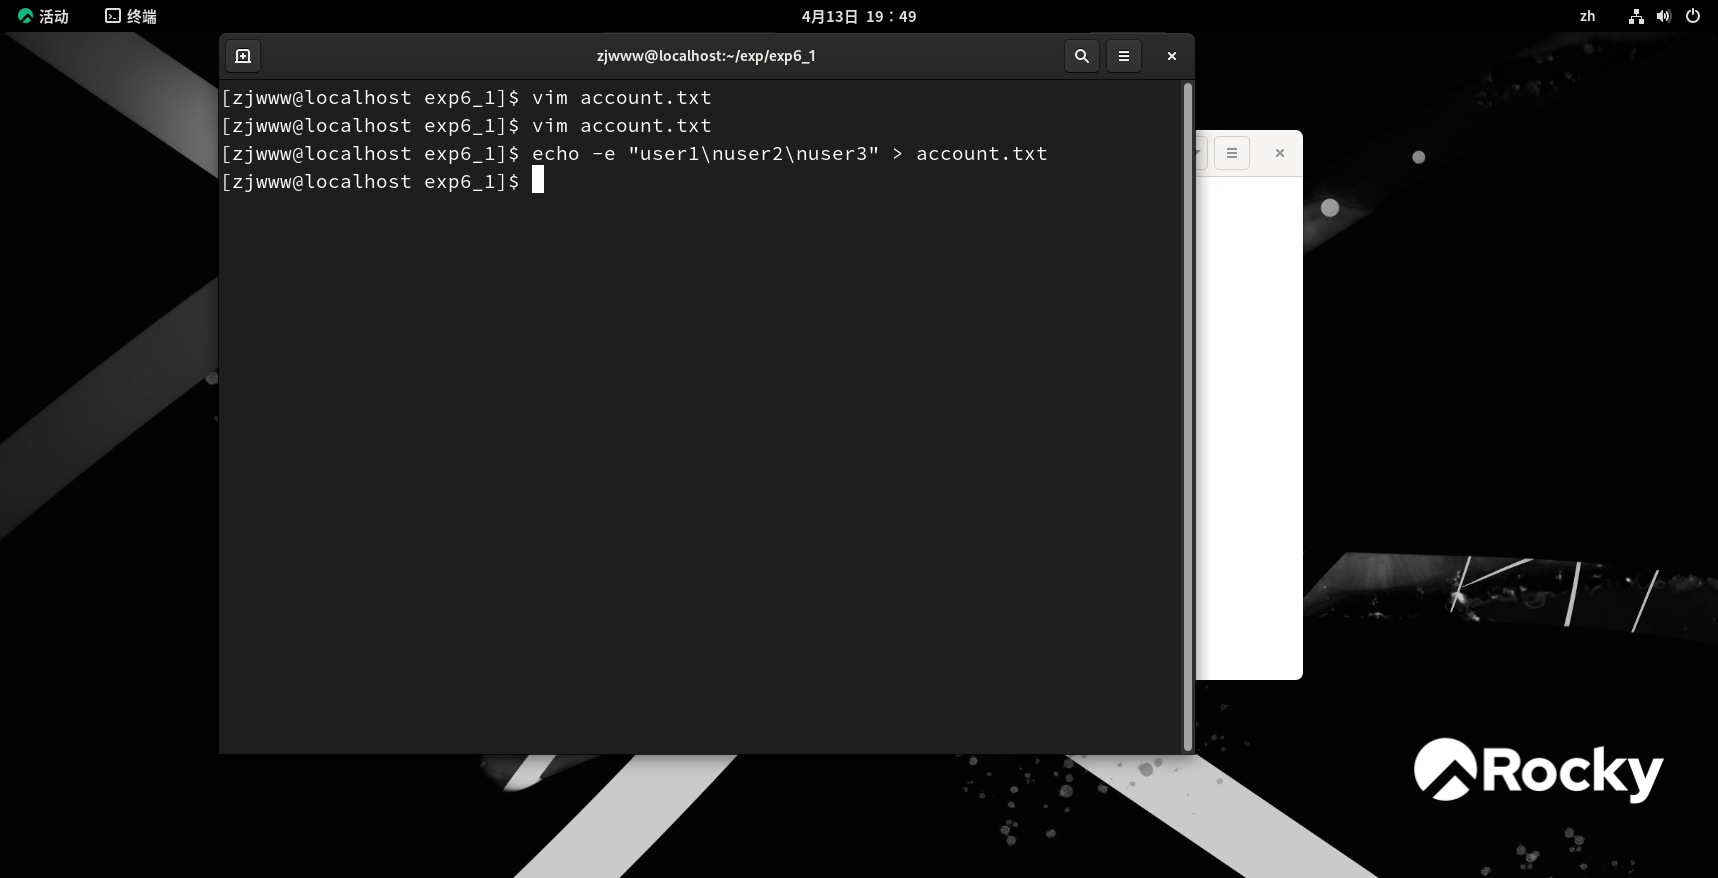 活动 终端 4月13日 19：49 zh
zjwww@localhost:~/exp/exp6_1
[zjwww@localhost exp6_1]$ vim account.txt
[zjwww@localhost exp6_1]$ vim account.txt
[zjwww@localhost exp6_1]$ echo -e "user1\nuser2\nuser3" > account.txt
[zjwww@localhost exp6_1]$
Rocky